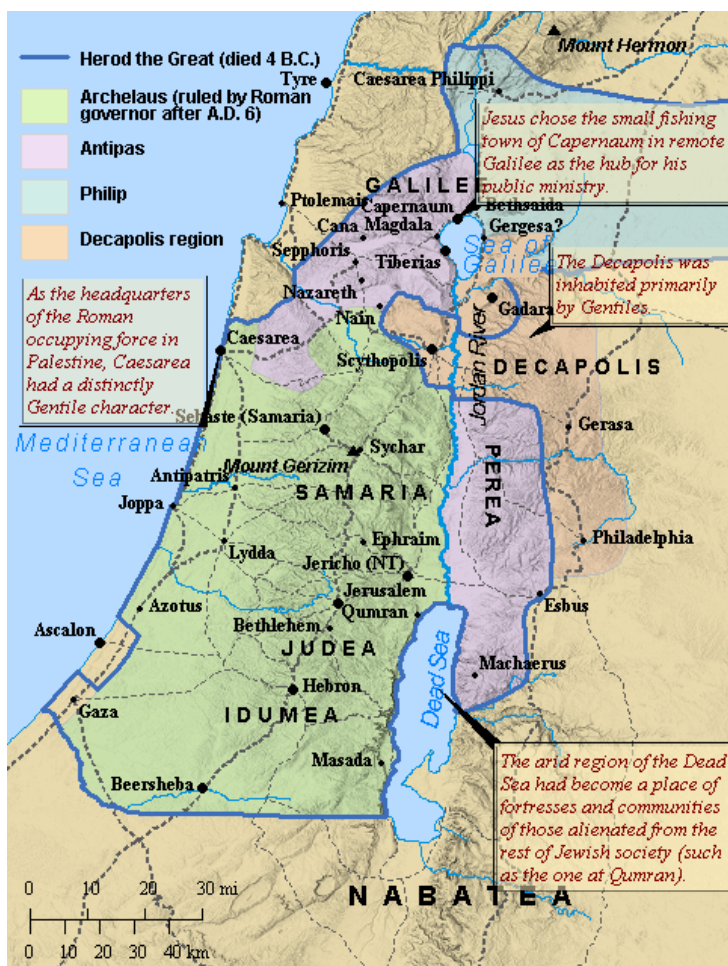 Herod the Great (died 4 B.C.)
Archelaus (ruled by Roman
governor after A.D. 6)
Antipas
Philip
Decapolis region
Mount Hermon
Tyre
Caesarea Philippi
Jesus chose the small fishing
town of Capernaum in remote
Galilee as the hub for his
public ministry.
GALILEE
Ptolemais
Capernaum
Bethsaida
Cana
Magdala
Gergesa?
Sea of
Galilee
Sepphoris
Tiberias
The Decapolis was
inhabited primarily
by Gentiles.
Nazareth
Gadara
Nain
As the headquarters
of the Roman
occupying force in
Palestine, Caesarea
had a distinctly
Gentile character.
Caesarea
Scythopolis
Jordan River
DECAPOLIS
Sebaste (Samaria)
Gerasa
Mediterranean
Sea
Sychar
Mount Gerizim
PEREA
Antipatris
SAMARIA
Joppa
Lydda
Ephraim
Philadelphia
Jericho (NT)
Jerusalem
Azotus
Qumran
Esbus
Bethlehem
Ascalon
JUDEA
Dead Sea
Machaerus
Hebron
Gaza
IDUMEA
Masada
Beersheba
The arid region of the Dead
Sea had become a place of
fortresses and communities
of those alienated from the
rest of Jewish society (such
as the one at Qumran).
NABATEA
0 10 20 30 mi
0 10 20 30 40 km